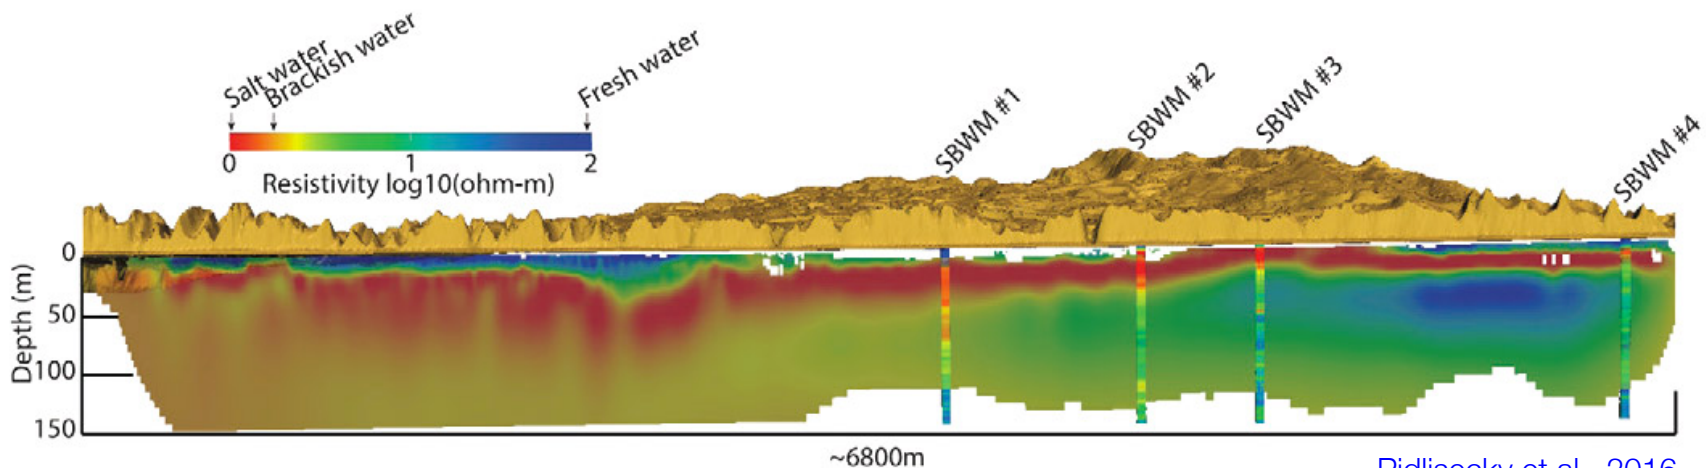 Salt water
Brackish water
Fresh water
0
1
2
Resistivity log10(ohm-m)
SBWM #1
SBWM #2
SBWM #3
SBWM #4
Depth (m)
0
50
100
150
~6800m